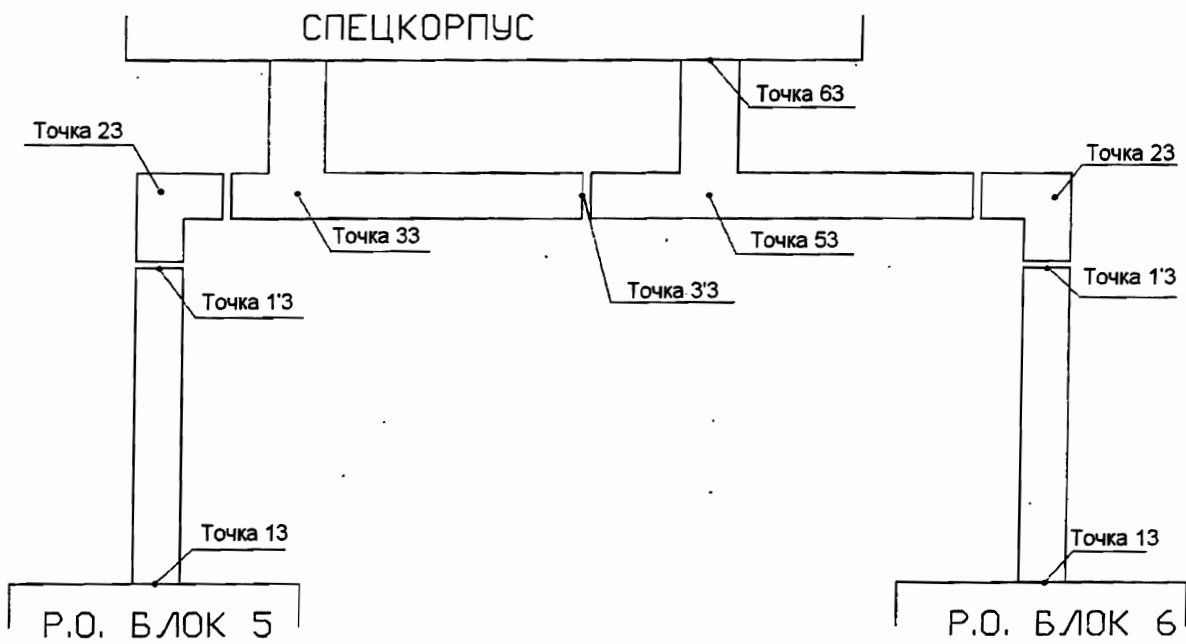 СПЕЦКОРПУС
Точка 63
Точка 23
Точка 23
Точка 33
Точка 53
Точка 1'3
Точка 3'3
Точка 1'3
Точка 13
Точка 13
Р.О. БЛОК 5
Р.О. БЛОК 6